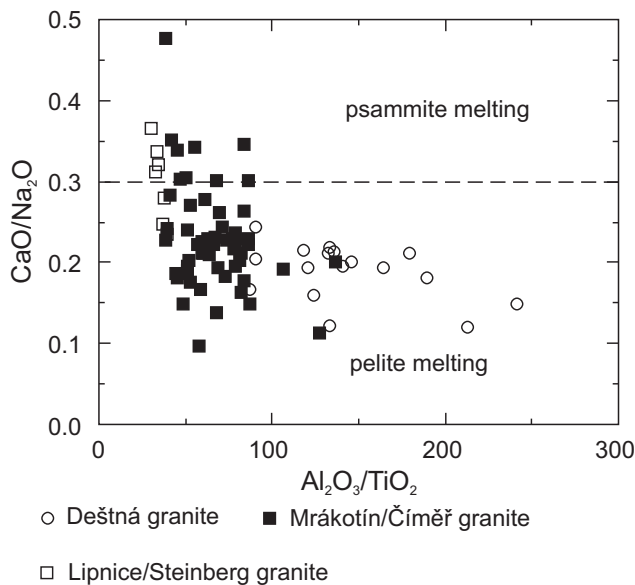 0.5
0.4
psammite melting
0.3
CaO/Na₂O
0.2
0.1
pelite melting
0.0
0 100 200 300
Al₂O₃/TiO₂
Deštná granite Mrákotín/Číměř granite
Lipnice/Steinberg granite